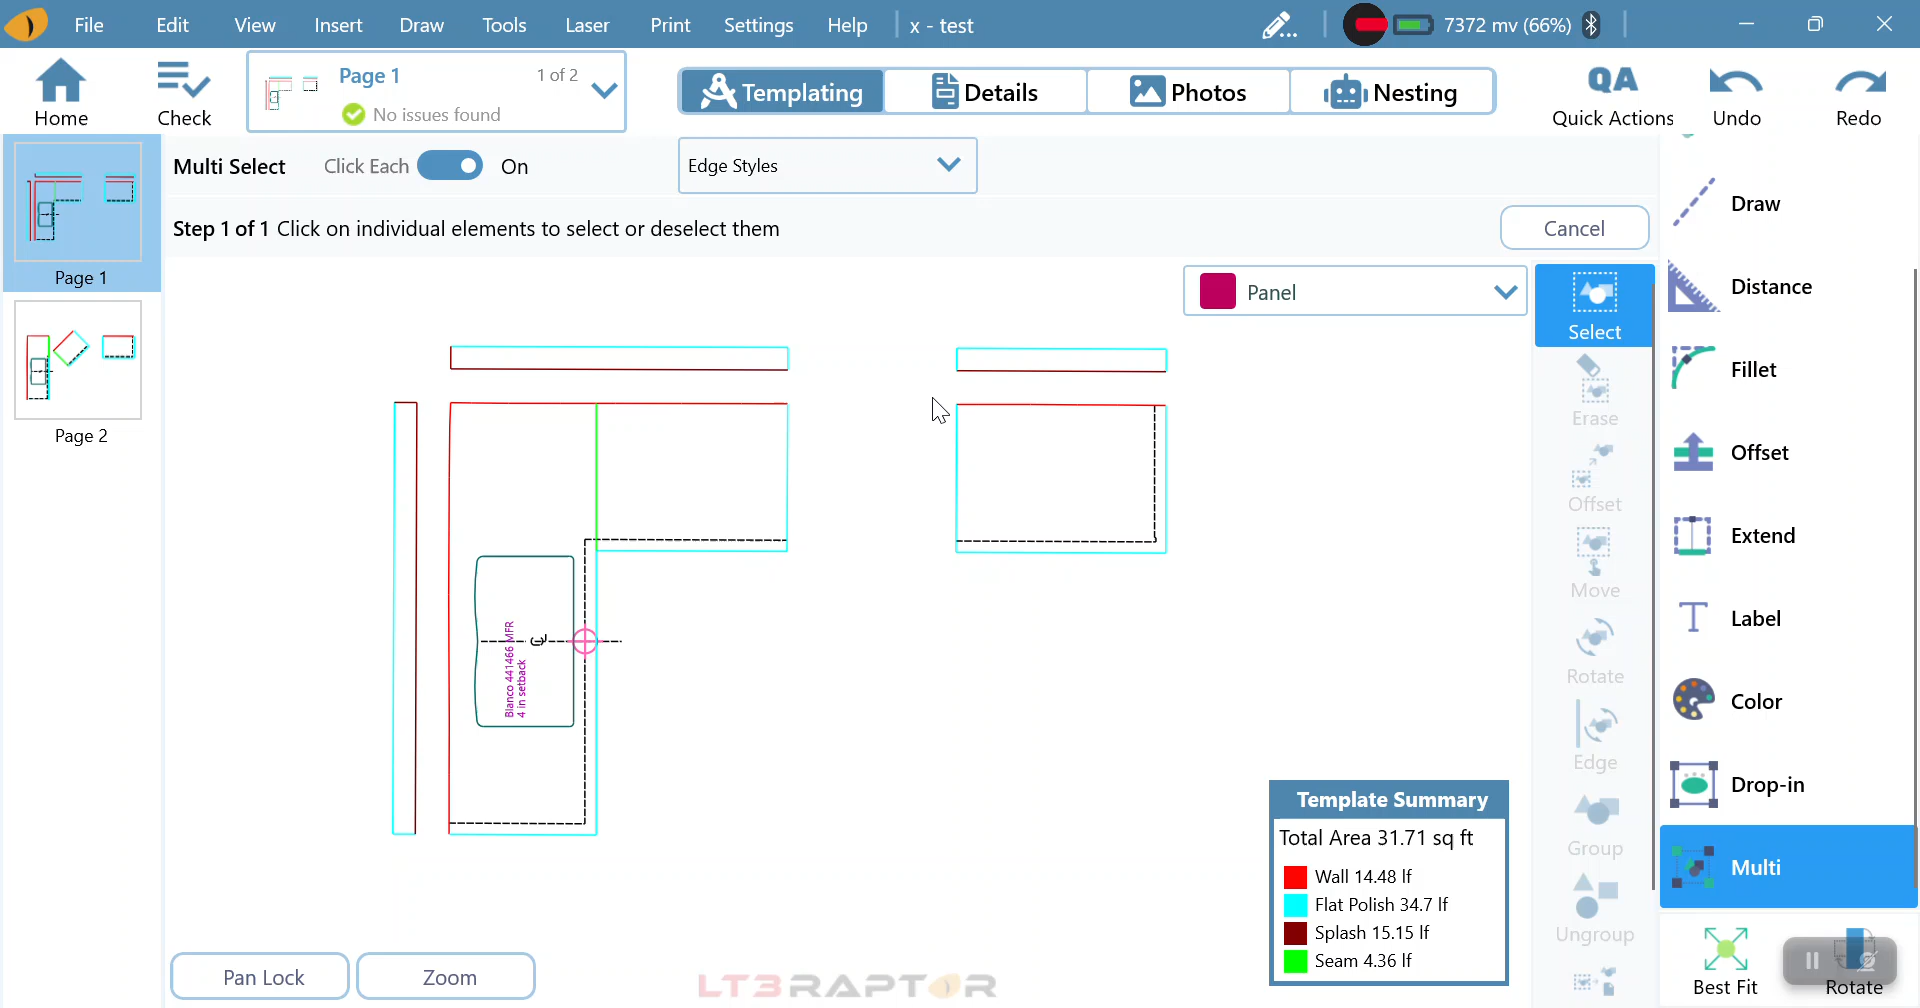 File Edit View Insert Draw Tools Laser Print Settings Help x - test 7372 mv (66%)
Home Check Page 1 1 of 2
No issues found
Templating Details Photos Nesting
Quick Actions Undo Redo
Page 1
Page 2
Multi Select Click Each On Edge Styles
Step 1 of 1 Click on individual elements to select or deselect them Cancel
Panel
Select
Erase
Offset
Move
Rotate
Edge
Group
Ungroup
Draw
Distance
Fillet
Offset
Extend
Label
Color
Drop-in
Multi
Best Fit
Rotate
Blanco 441466 MFR
4 in setback
Template Summary
Total Area 31.71 sq ft
Wall 14.48 lf
Flat Polish 34.7 lf
Splash 15.15 lf
Seam 4.36 lf
Pan Lock Zoom
LT3RAPTOR